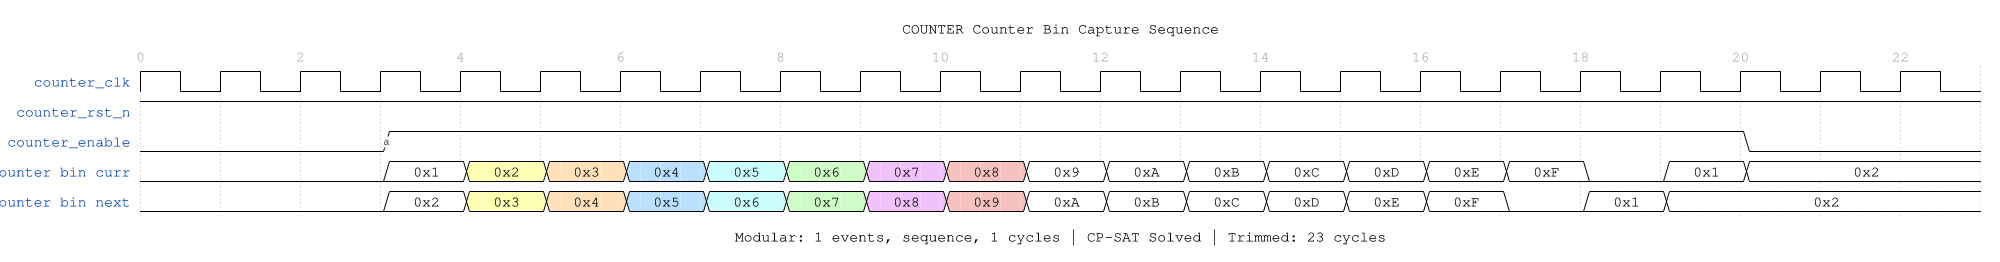 COUNTER Counter Bin Capture Sequence
0 2 4 6 8 10 12 14 16 18 20 22
counter_clk
counter_rst_n
counter_enable a
ounter bin curr 0x1 0x2 0x3 0x4 0x5 0x6 0x7 0x8 0x9 0xA 0xB 0xC 0xD 0xE 0xF 0x1 0x2
ounter bin next 0x2 0x3 0x4 0x5 0x6 0x7 0x8 0x9 0xA 0xB 0xC 0xD 0xE 0xF 0x1 0x2
Modular: 1 events, sequence, 1 cycles | CP-SAT Solved | Trimmed: 23 cycles